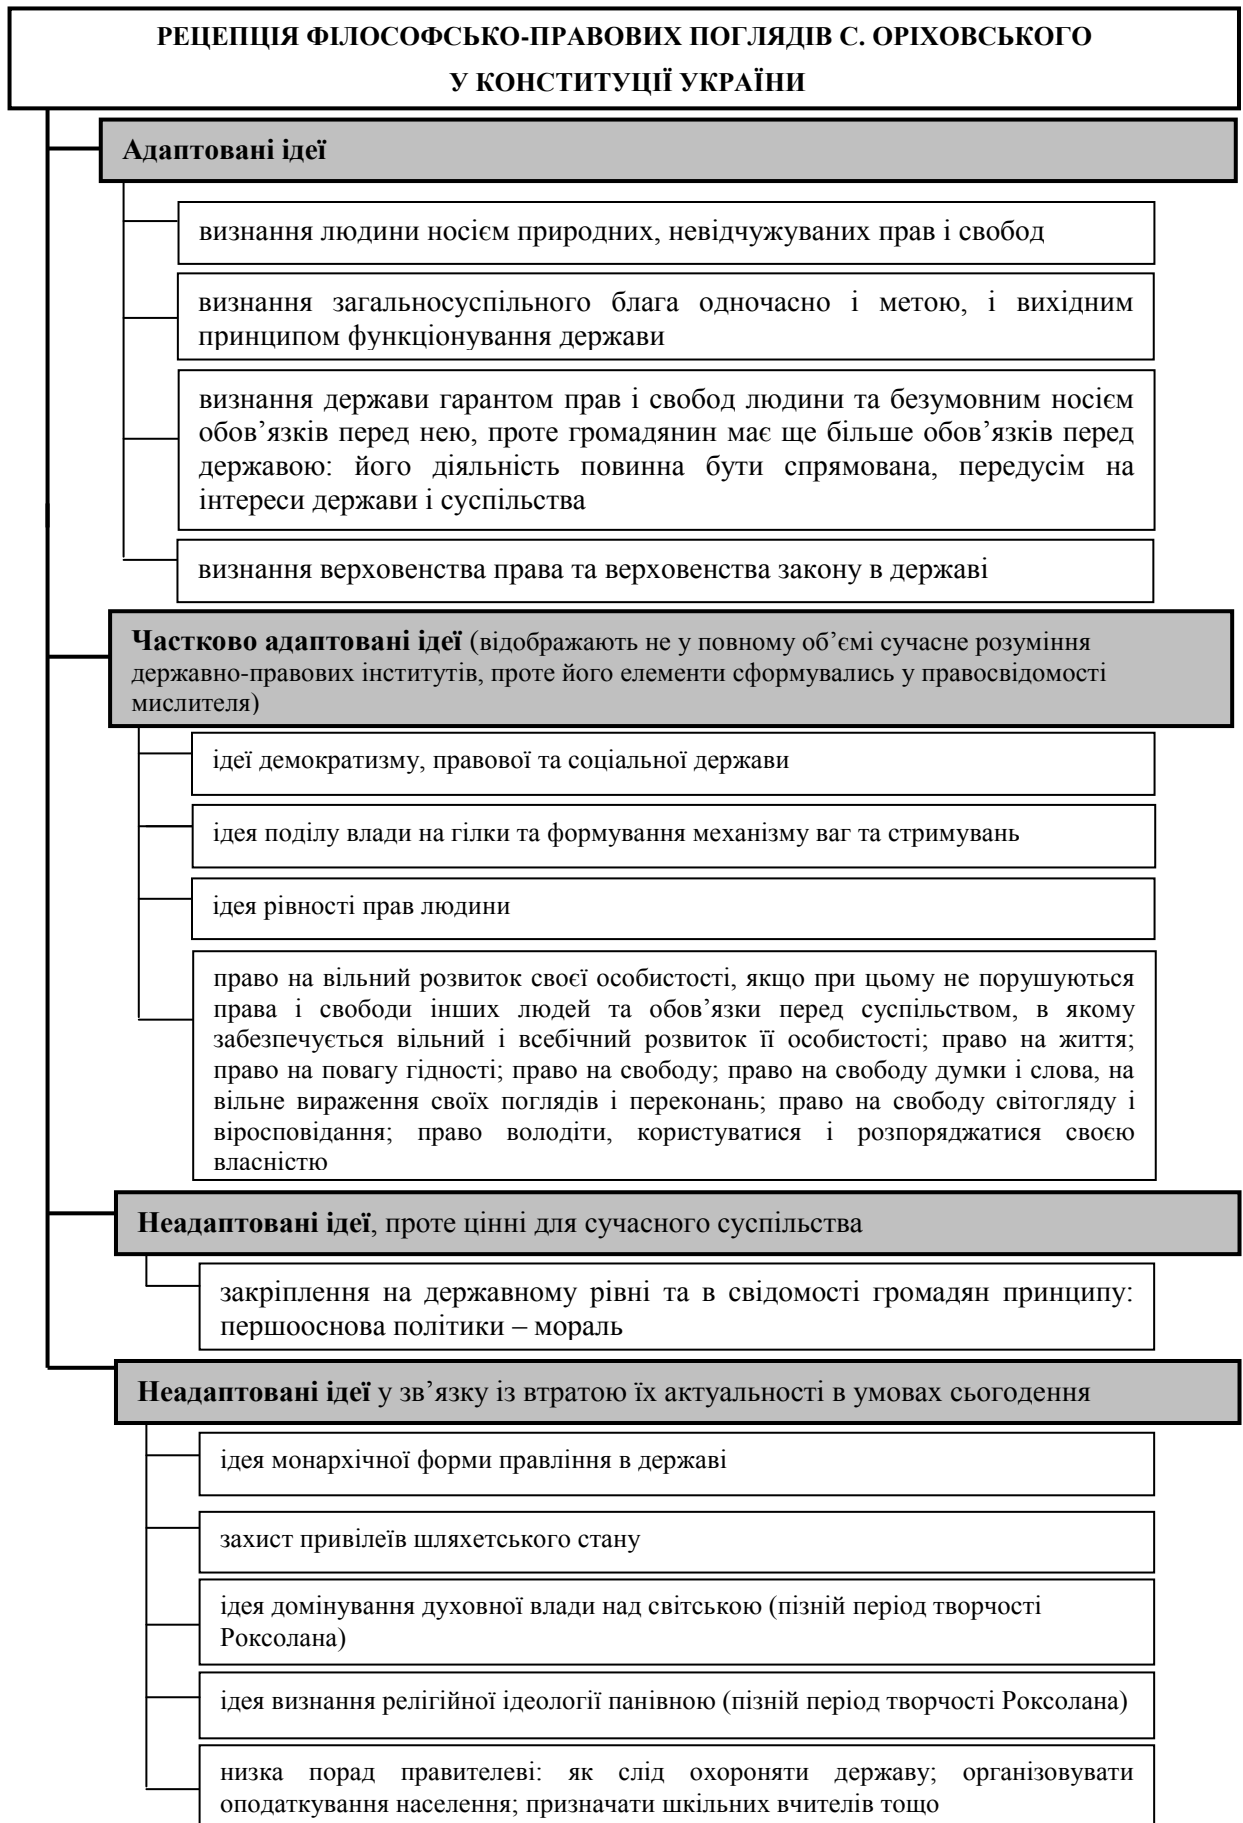 РЕЦЕПЦІЯ ФІЛОСОФСЬКО-ПРАВОВИХ ПОГЛЯДІВ С. ОРІХОВСЬКОГО
У КОНСТИТУЦІЇ УКРАЇНИ
Адаптовані ідеї
визнання людини носієм природних, невідчужуваних прав і свобод
визнання загальносуспільного блага одночасно і метою, і вихідним
принципом функціонування держави
визнання держави гарантом прав і свобод людини та безумовним носієм
обов’язків перед нею, проте громадянин має ще більше обов’язків перед
державою: його діяльність повинна бути спрямована, передусім на
інтереси держави і суспільства
визнання верховенства права та верховенства закону в державі
Частково адаптовані ідеї (відображають не у повному об’ємі сучасне розуміння
державно-правових інститутів, проте його елементи сформувались у правосвідомості
мислителя)
ідеї демократизму, правової та соціальної держави
ідея поділу влади на гілки та формування механізму ваг та стримувань
ідея рівності прав людини
право на вільний розвиток своєї особистості, якщо при цьому не порушуються
права і свободи інших людей та обов’язки перед суспільством, в якому
забезпечується вільний і всебічний розвиток її особистості; право на життя;
право на повагу гідності; право на свободу; право на свободу думки і слова, на
вільне вираження своїх поглядів і переконань; право на свободу світогляду і
віросповідання; право володіти, користуватися і розпоряджатися своєю
власністю
Неадаптовані ідеї, проте цінні для сучасного суспільства
закріплення на державному рівні та в свідомості громадян принципу:
першооснова політики – мораль
Неадаптовані ідеї у зв’язку із втратою їх актуальності в умовах сьогодення
ідея монархічної форми правління в державі
захист привілеїв шляхетського стану
ідея домінування духовної влади над світською (пізній період творчості
Роксолана)
ідея визнання релігійної ідеології панівною (пізній період творчості Роксолана)
низка порад правителеві: як слід охороняти державу; організовувати
оподаткування населення; призначати шкільних вчителів тощо